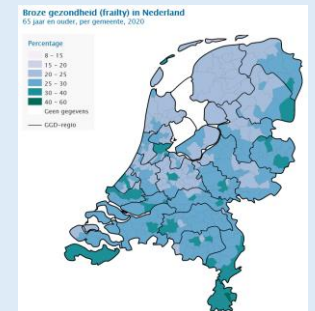 Broze gezondheid (frailty) in Nederland
65 jaar en ouder, per gemeente, 2020
Percentage
8 - 15
15 - 20
20 - 25
25 - 30
30 - 40
40 - 60
Geen gegevens
GGD-regio